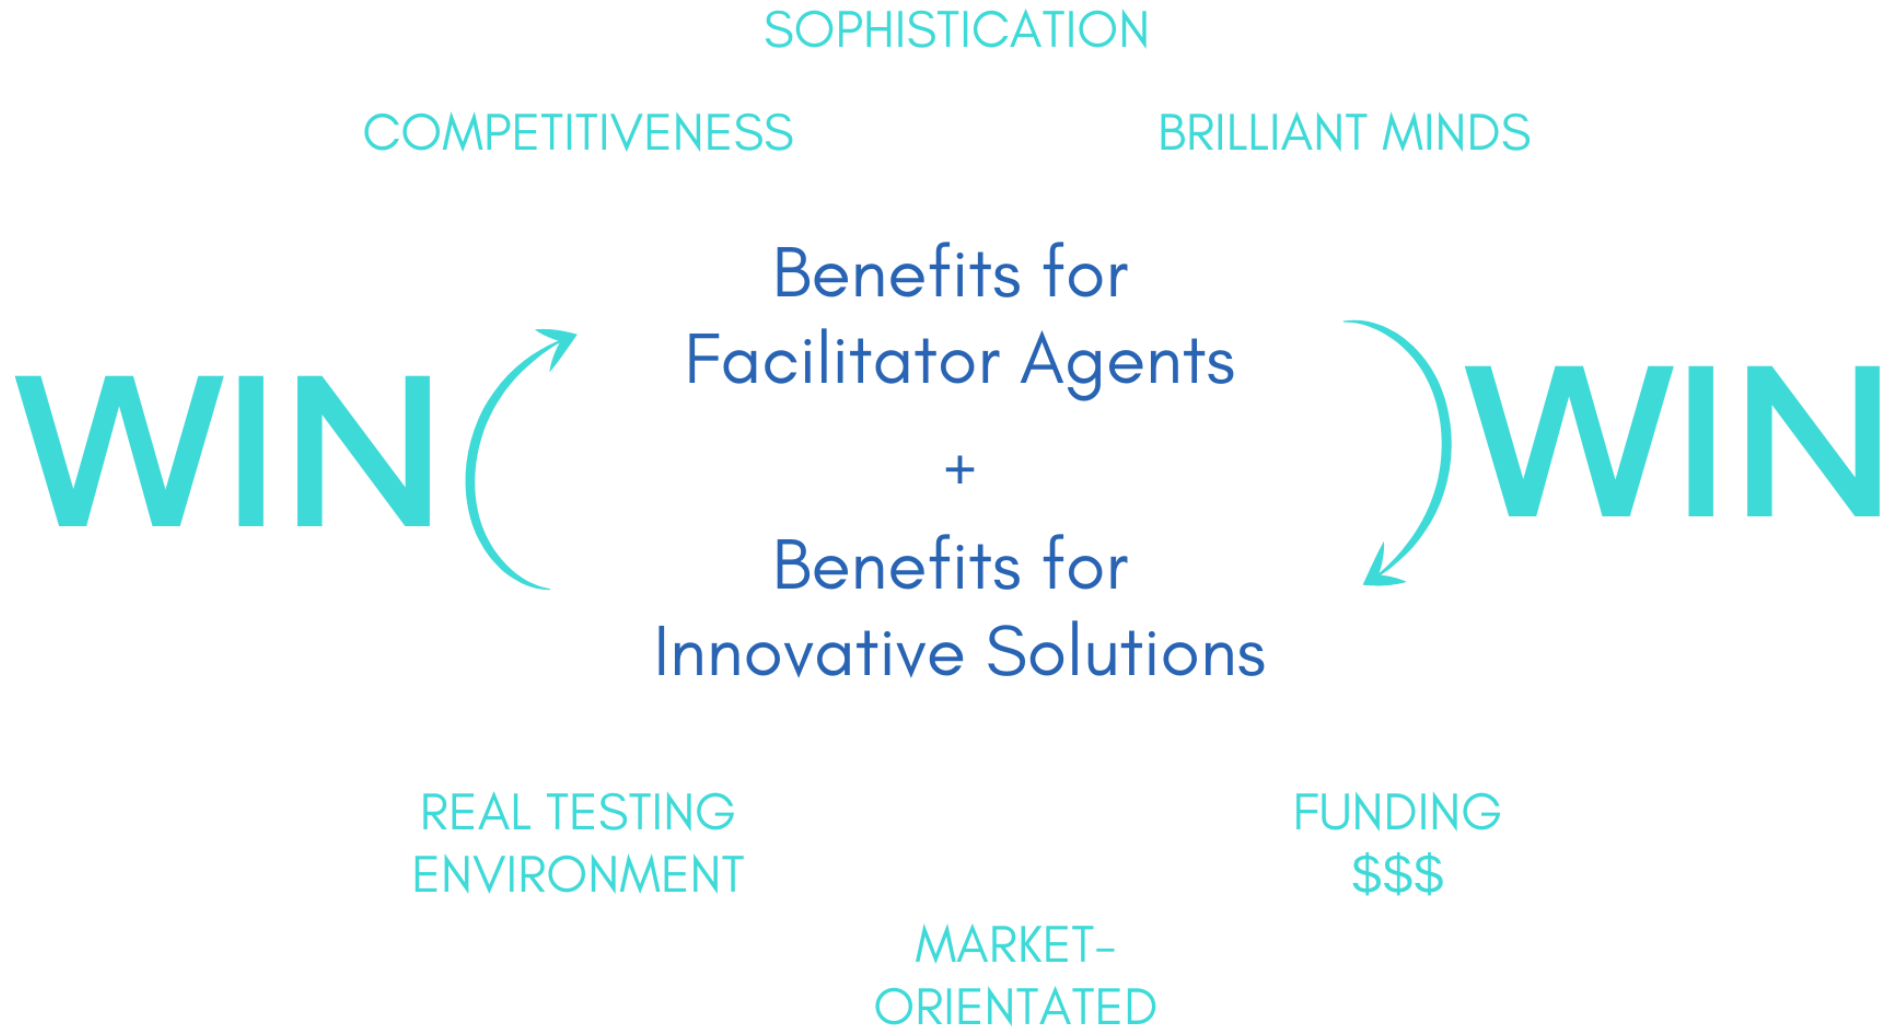 SOPHISTICATION
COMPETITIVENESS
BRILLIANT MINDS
Benefits for
Facilitator Agents
WIN
WIN
+
Benefits for
Innovative Solutions
REAL TESTING
ENVIRONMENT
FUNDING
$$$
MARKET-
ORIENTATED